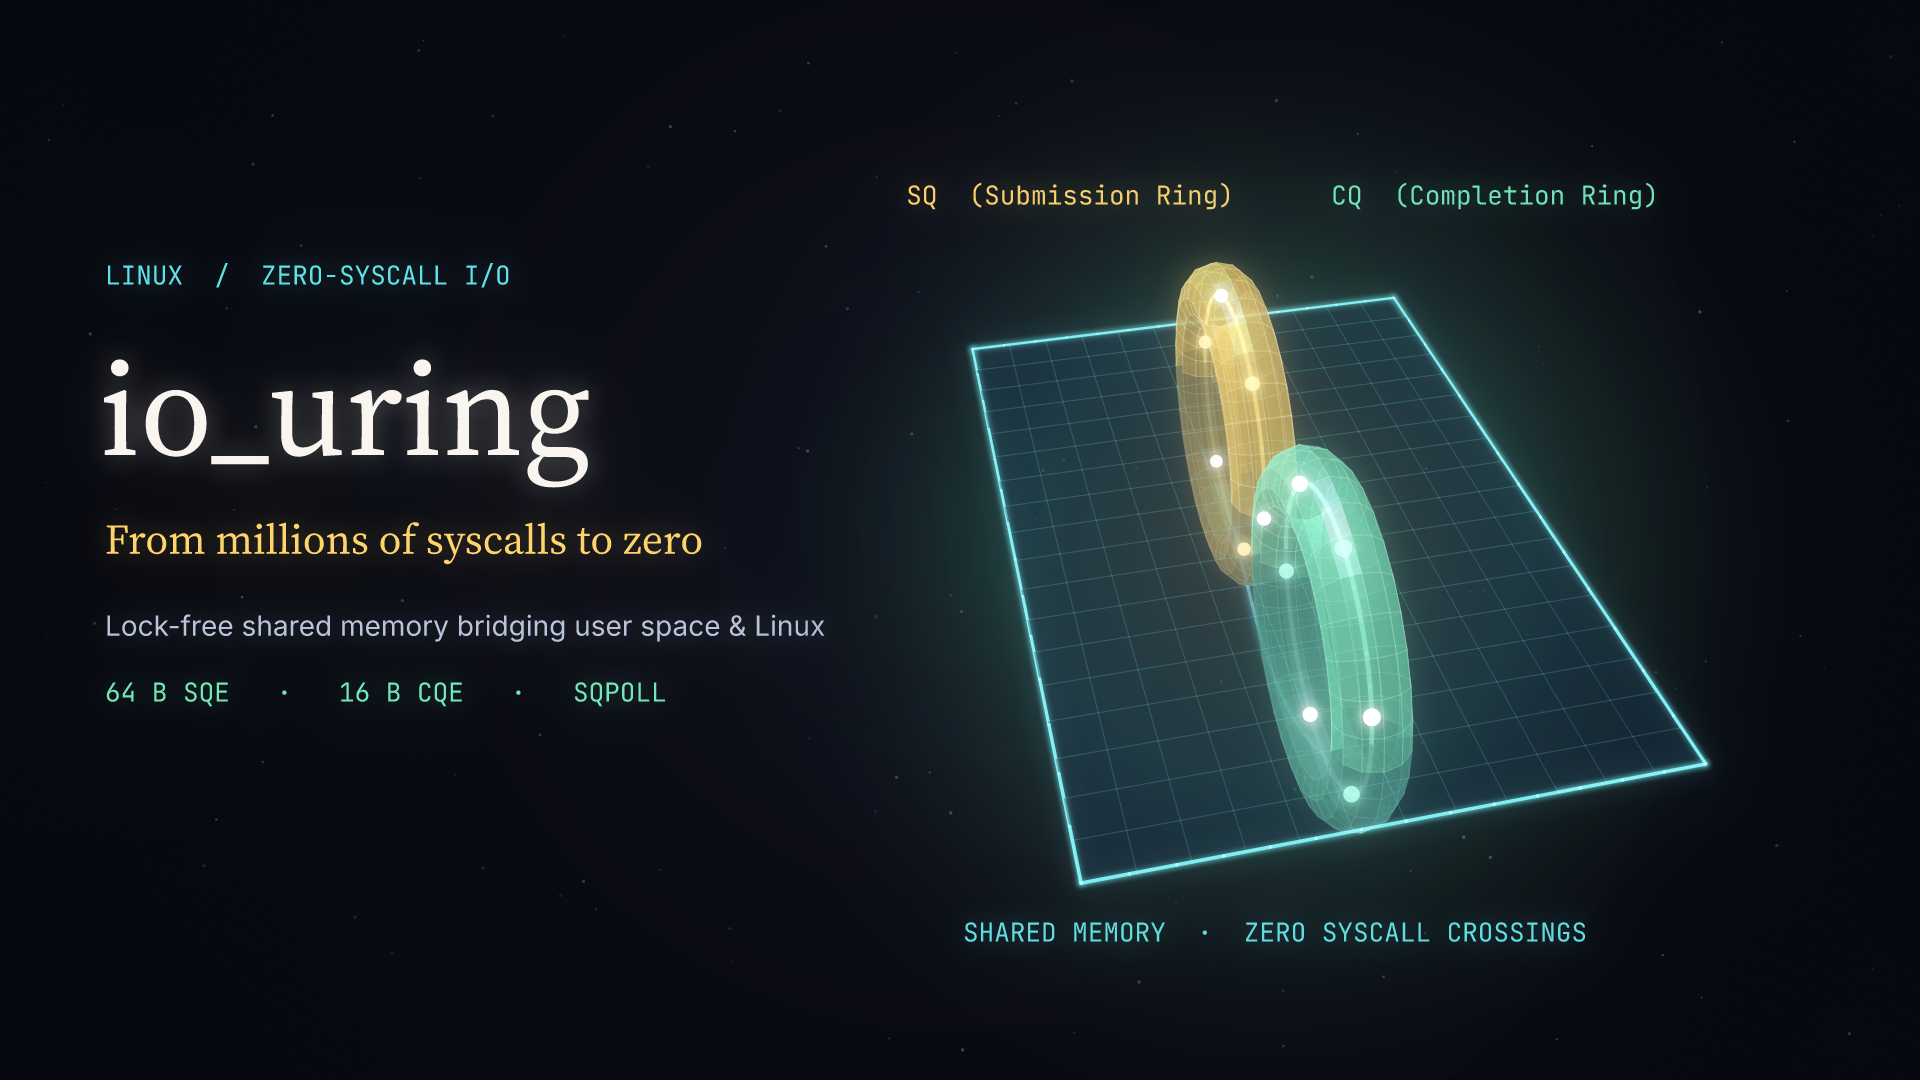 SQ (Submission Ring) CQ (Completion Ring)
LINUX / ZERO-SYSCALL I/O
io_uring
From millions of syscalls to zero
Lock-free shared memory bridging user space & Linux
64 B SQE · 16 B CQE · SQPOLL
SHARED MEMORY · ZERO SYSCALL CROSSINGS